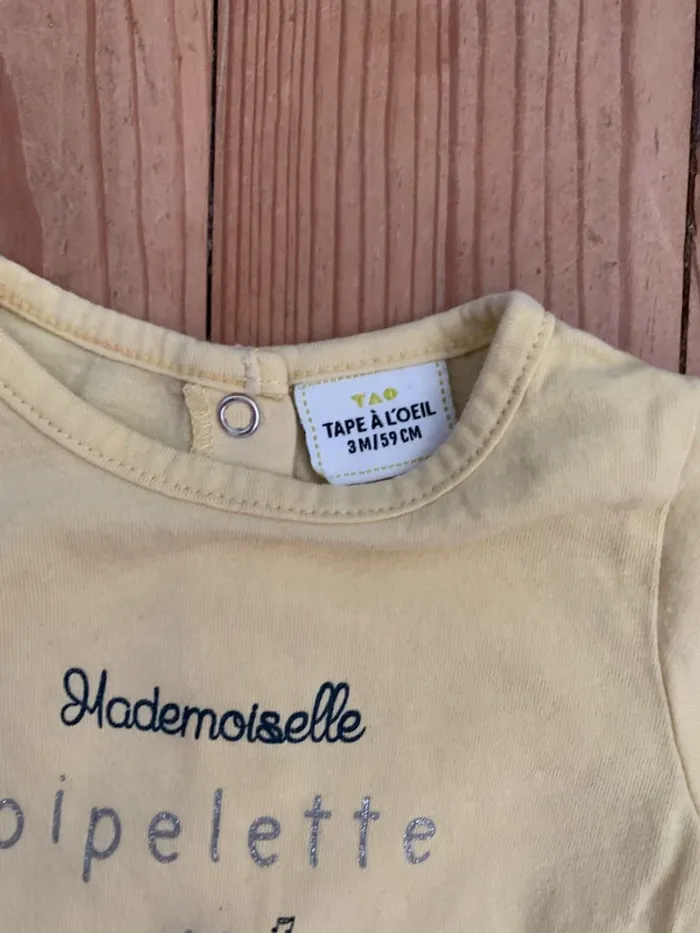 TAO
TAPE À L'OEIL
3M/59CM
Mademoiselle
pipelette